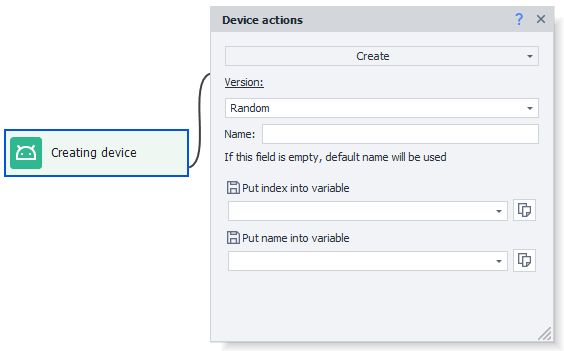 Device actions ?
Create
Version:
Random
Creating device
Name:
If this field is empty, default name will be used
Put index into variable
Put name into variable